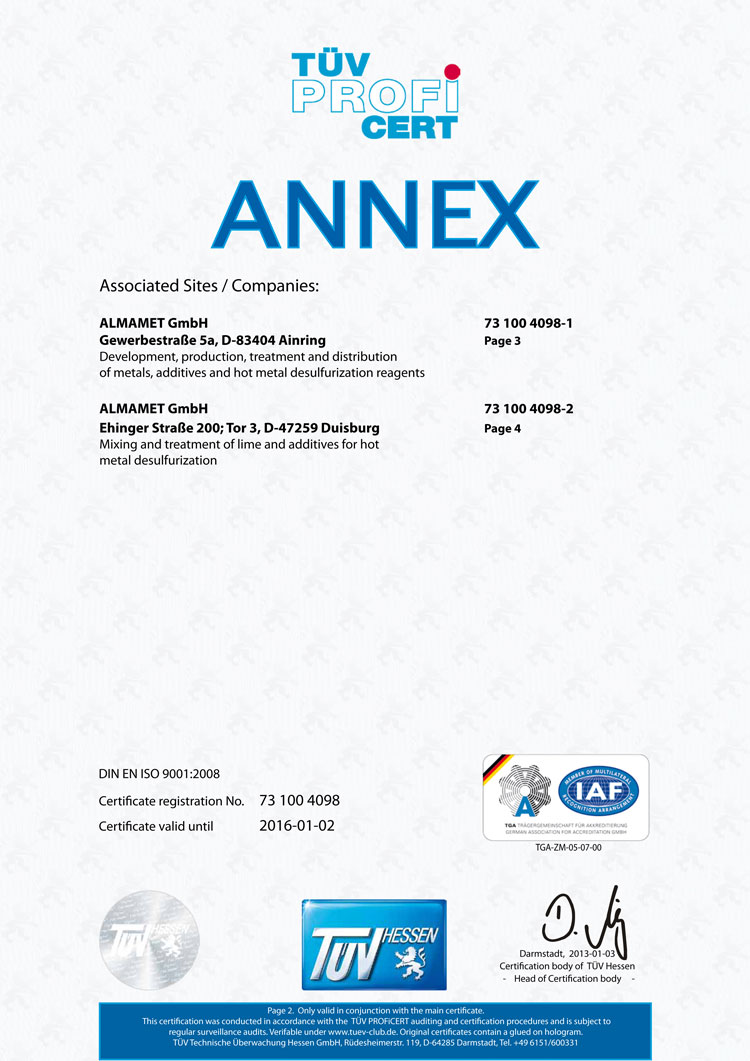 TÜV
PROFi
CERT
ANNEX
Associated Sites / Companies:
ALMAMET GmbH 73 100 4098-1
Gewerbestraße 5a, D-83404 Ainring Page 3
Development, production, treatment and distribution
of metals, additives and hot metal desulfurization reagents
ALMAMET GmbH 73 100 4098-2
Ehinger Straße 200; Tor 3, D-47259 Duisburg Page 4
Mixing and treatment of lime and additives for hot
metal desulfurization
DIN EN ISO 9001:2008
Certificate registration No. 73 100 4098
Certificate valid until 2016-01-02
MEMBER OF MULTILATERAL
IAF
RECOGNITION ARRANGEMENT
TGA TRÄGERGEMEINSCHAFT FÜR AKKREDITIERUNG
GERMAN ASSOCIATION FOR ACCREDITATION GMBH
TGA-ZM-05-07-00
TÜV HESSEN
TÜV HESSEN
Darmstadt, 2013-01-03
Certification body of TÜV Hessen
- Head of Certification body -
Page 2. Only valid in conjunction with the main certificate.
This certification was conducted in accordance with the TÜV PROFiCERT auditing and certification procedures and is subject to
regular surveillance audits. Verifable under www.tuev-club.de. Original certificates contain a glued on hologram.
TÜV Technische Überwachung Hessen GmbH, Rüdesheimerstr. 119, D-64285 Darmstadt, Tel. +49 6151/600331